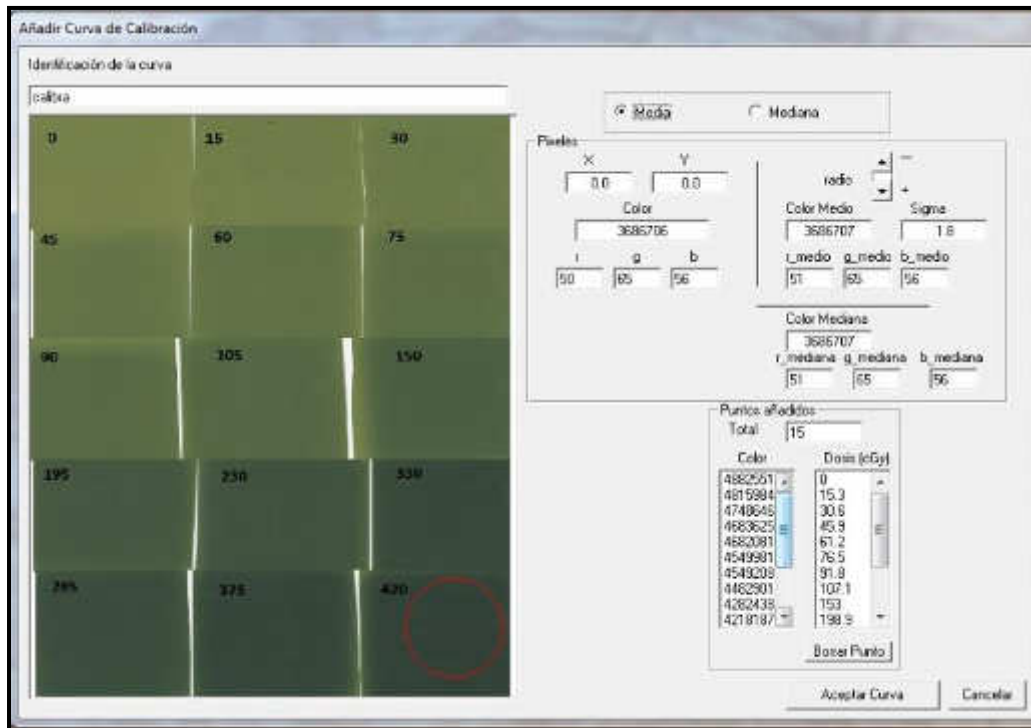 Añadir Curva de Calibración
Identificación de la curva
calibra
Media Mediana
0 15 30
45 60 75
90 105 150
195 230 330
285 375 420
Pixeles
X Y
0.0 0.0
Color
3686706
r g b
50 65 56
radio
— +
Color Medio Sigma
3686707 1.8
r_medio g_medio b_medio
51 65 56
Color Mediana
3686707
r_mediana g_mediana b_mediana
51 65 56
Puntos añadidos
Total 15
Color Dosis (cGy)
4882551 0
4815984 15.3
4748646 30.6
4683625 45.9
4682081 61.2
4549981 76.5
4549208 91.8
4462901 107.1
4282438 153
4218187 198.9
Borrar Punto
Aceptar Curva Cancelar